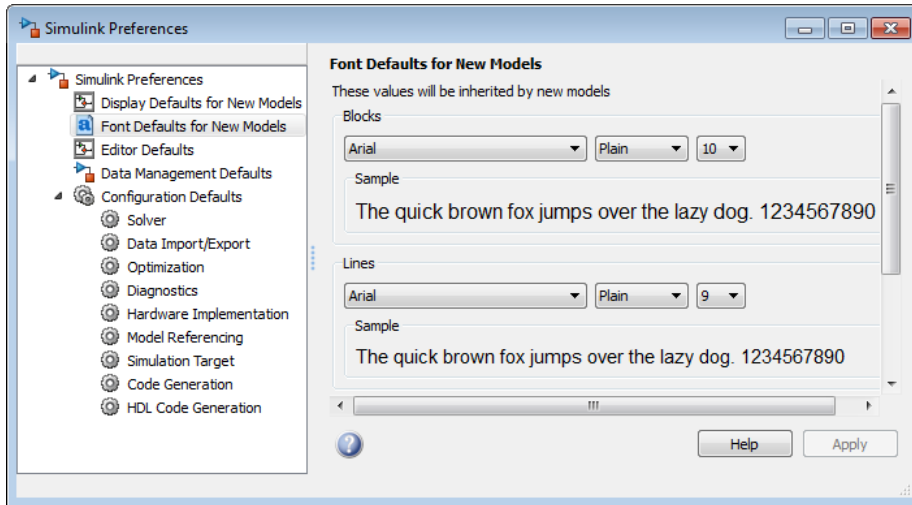 Simulink Preferences
Simulink Preferences
Display Defaults for New Models
Font Defaults for New Models
Editor Defaults
Data Management Defaults
Configuration Defaults
Solver
Data Import/Export
Optimization
Diagnostics
Hardware Implementation
Model Referencing
Simulation Target
Code Generation
HDL Code Generation
Font Defaults for New Models
These values will be inherited by new models
Blocks
Arial Plain 10
Sample
The quick brown fox jumps over the lazy dog. 1234567890
Lines
Arial Plain 9
Sample
The quick brown fox jumps over the lazy dog. 1234567890
Help Apply